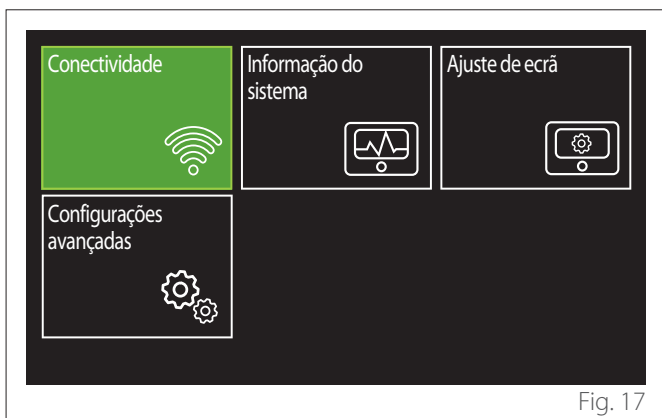 Conectividade
Informação do
sistema
Ajuste de ecrã
Configurações
avançadas
Fig. 17